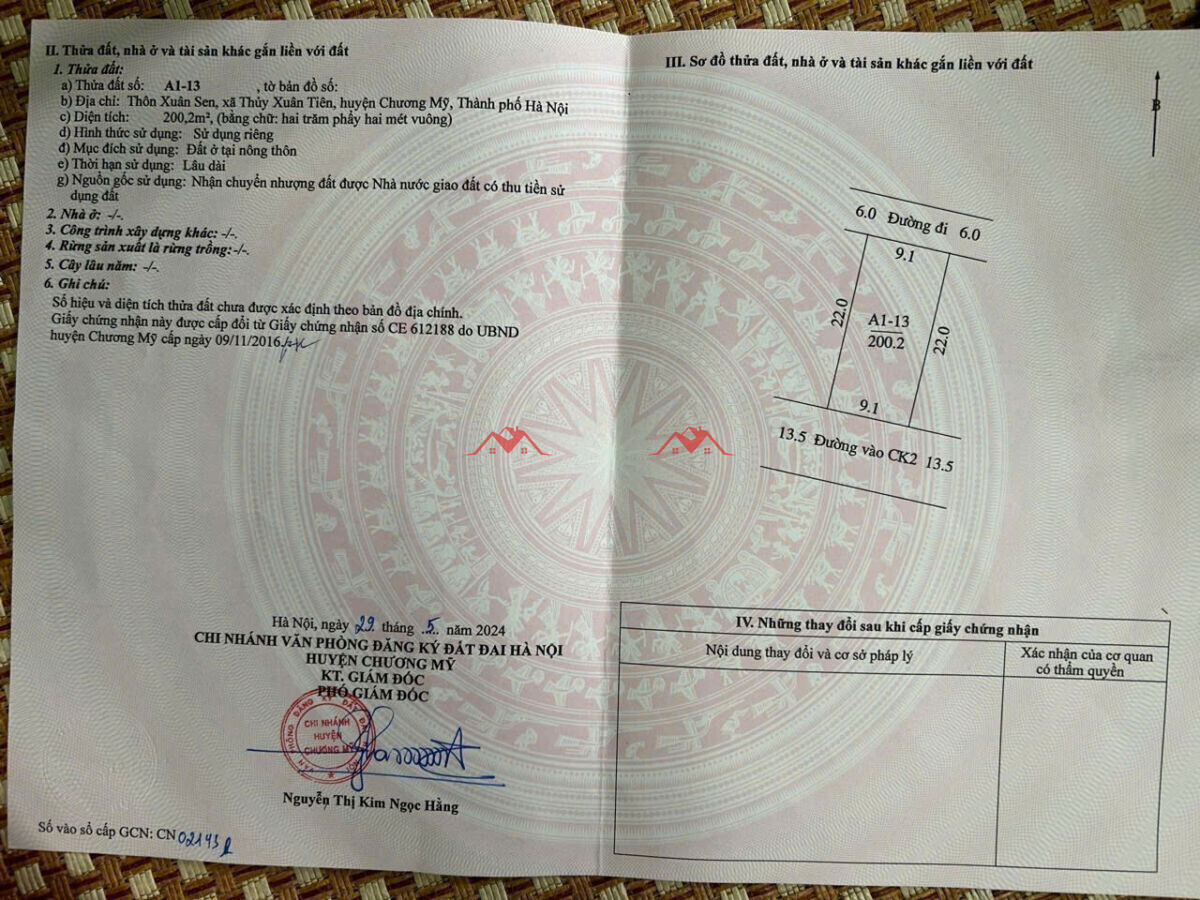 II. Thửa đất, nhà ở và tài sản khác gắn liền với đất
1. Thửa đất:
a) Thửa đất số: A1-13 , tờ bản đồ số:
b) Địa chỉ: Thôn Xuân Sen, xã Thủy Xuân Tiên, huyện Chương Mỹ, Thành phố Hà Nội
c) Diện tích: 200,2m², (bằng chữ: hai trăm phẩy hai mét vuông)
d) Hình thức sử dụng: Sử dụng riêng
đ) Mục đích sử dụng: Đất ở tại nông thôn
e) Thời hạn sử dụng: Lâu dài
g) Nguồn gốc sử dụng: Nhận chuyển nhượng đất được Nhà nước giao đất có thu tiền sử
dụng đất
2. Nhà ở: -/-.
3. Công trình xây dựng khác: -/-.
4. Rừng sản xuất là rừng trồng:-/-.
5. Cây lâu năm: -/-.
6. Ghi chú:
Số hiệu và diện tích thửa đất chưa được xác định theo bản đồ địa chính.
Giấy chứng nhận này được cấp đổi từ Giấy chứng nhận số CE 612188 do UBND
huyện Chương Mỹ cấp ngày 09/11/2016.
Hà Nội, ngày 29 tháng 5 năm 2024
CHI NHÁNH VĂN PHÒNG ĐĂNG KÝ ĐẤT ĐAI HÀ NỘI
HUYỆN CHƯƠNG MỸ
KT. GIÁM ĐỐC
PHÓ GIÁM ĐỐC
CHI NHÁNH
HUYỆN
CHƯƠNG MỸ
Nguyễn Thị Kim Ngọc Hằng
Số vào sổ cấp GCN: CN 02143
III. Sơ đồ thửa đất, nhà ở và tài sản khác gắn liền với đất
B
6.0 Đường đi 6.0
9.1
22.0
A1-13
200.2
22.0
9.1
13.5 Đường vào CK2 13.5
IV. Những thay đổi sau khi cấp giấy chứng nhận
Nội dung thay đổi và cơ sở pháp lý
Xác nhận của cơ quan
có thẩm quyền